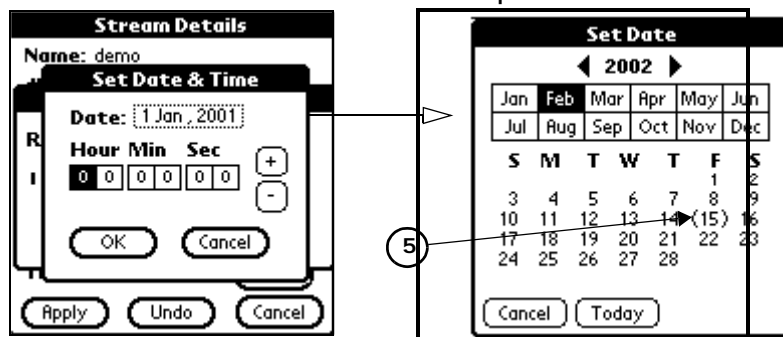 Stream Details
Name: demo
Set Date & Time
R
Date: 1 Jan , 2001
Hour Min Sec
I
0 0 0 0 0 0
+
-
OK Cancel
Apply Undo Cancel
Set Date
2002
Jan Feb Mar Apr May Jun
Jul Aug Sep Oct Nov Dec
S M T W T F S
1 2
3 4 5 6 7 8 9
10 11 12 13 14 (15) 16
5
17 18 19 20 21 22 23
24 25 26 27 28
Cancel Today